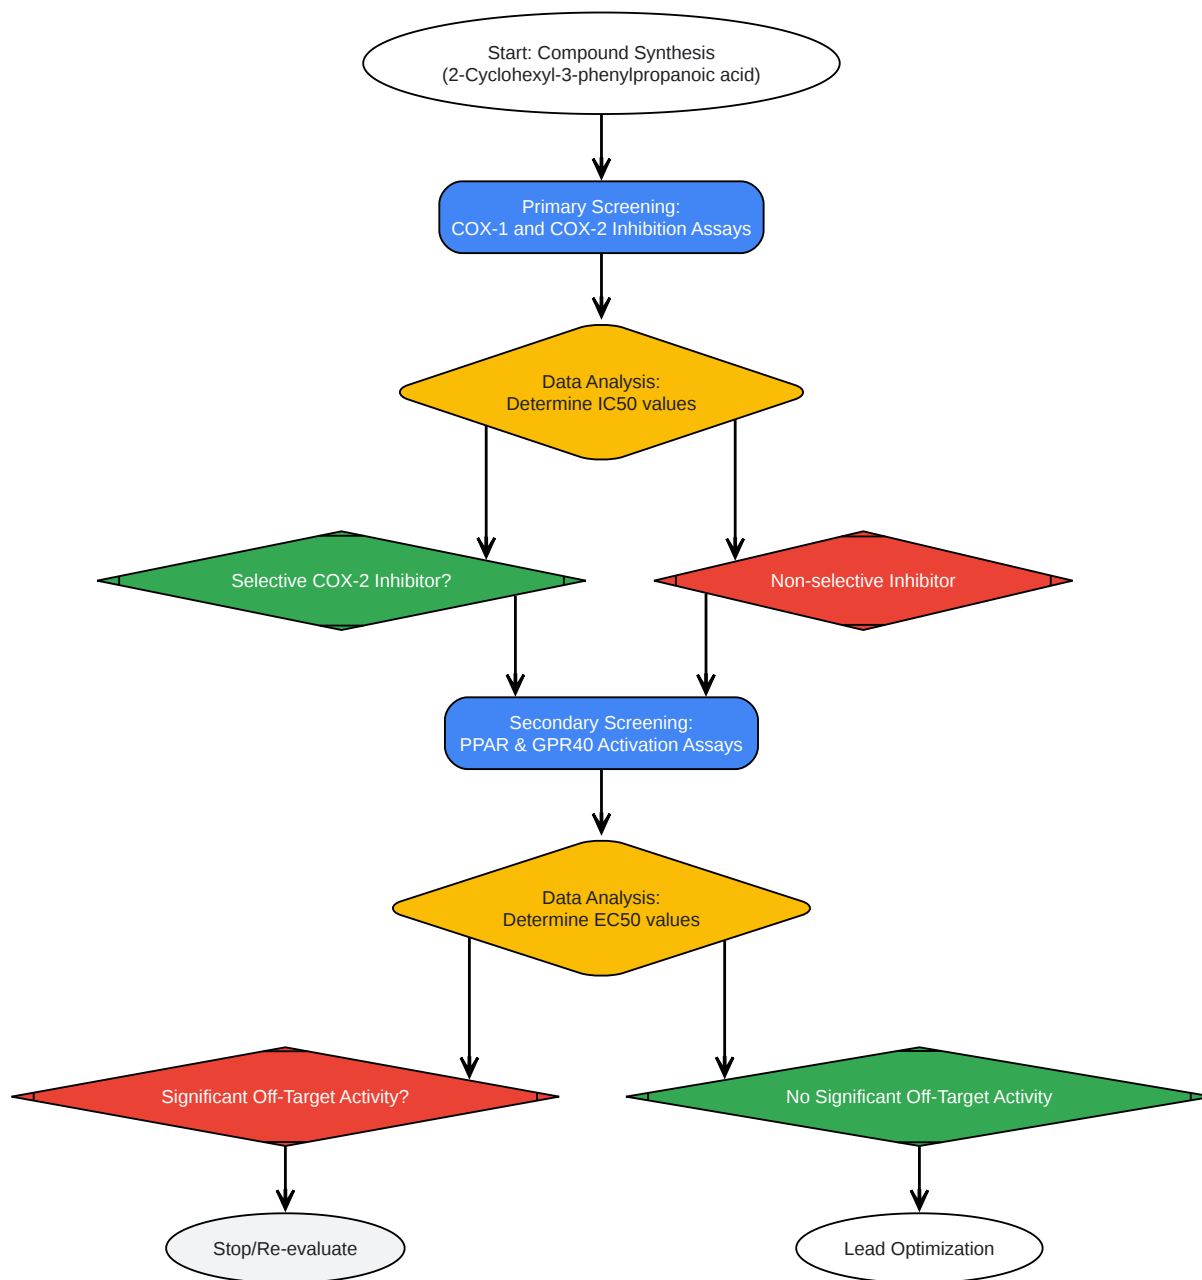 Start: Compound Synthesis
(2-Cyclohexyl-3-phenylpropanoic acid)
Primary Screening:
COX-1 and COX-2 Inhibition Assays
Data Analysis:
Determine IC50 values
Selective COX-2 Inhibitor?
Non-selective Inhibitor
Secondary Screening:
PPAR & GPR40 Activation Assays
Data Analysis:
Determine EC50 values
Significant Off-Target Activity?
No Significant Off-Target Activity
Stop/Re-evaluate
Lead Optimization